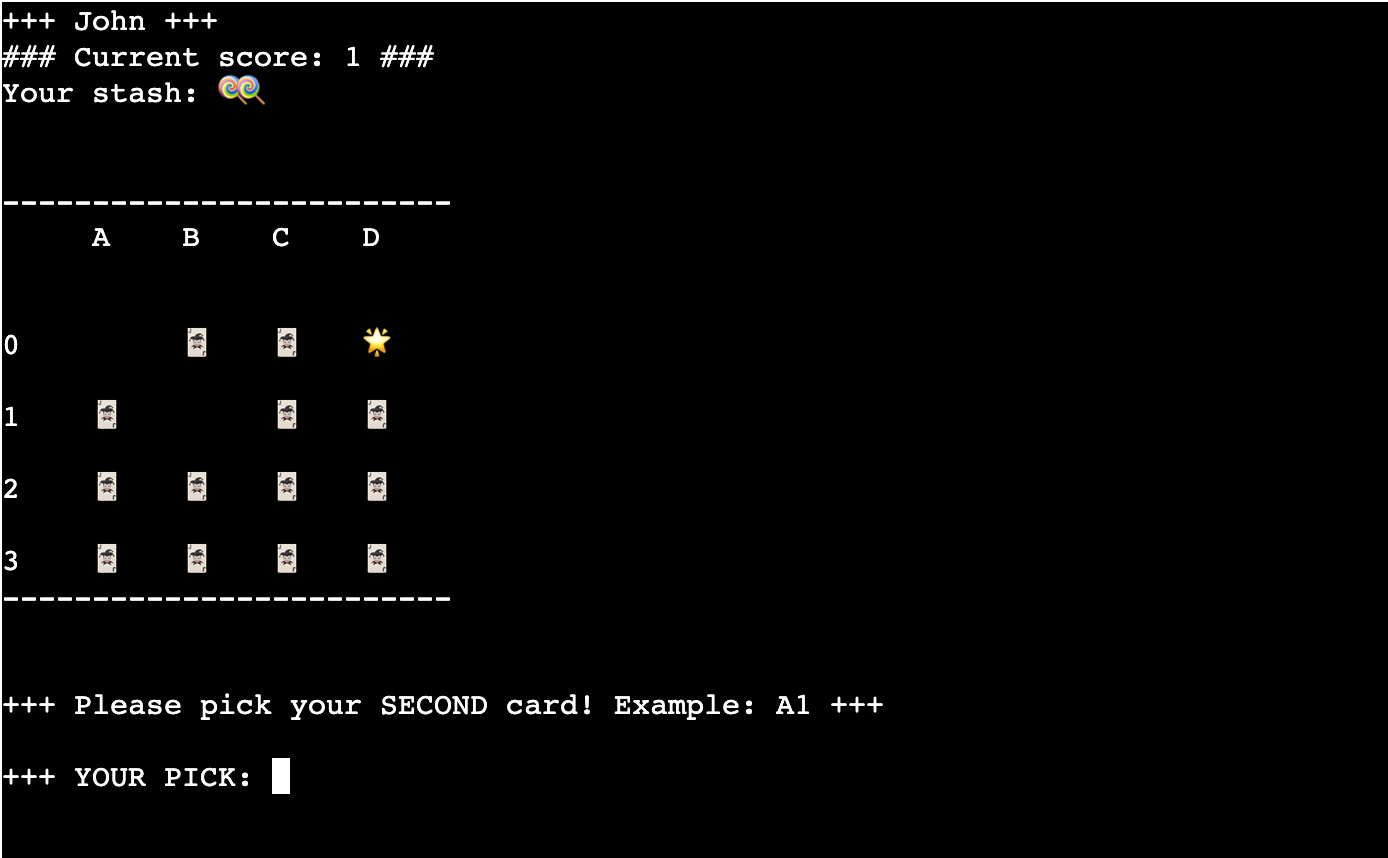 +++ John +++
### Current score: 1 ###
Your stash: 🍭🍭
-------------------------
A B C D
0 🃏 🃏 🌟
1 🃏 🃏 🃏
2 🃏 🃏 🃏 🃏
3 🃏 🃏 🃏 🃏
-------------------------
+++ Please pick your SECOND card! Example: A1 +++
+++ YOUR PICK: